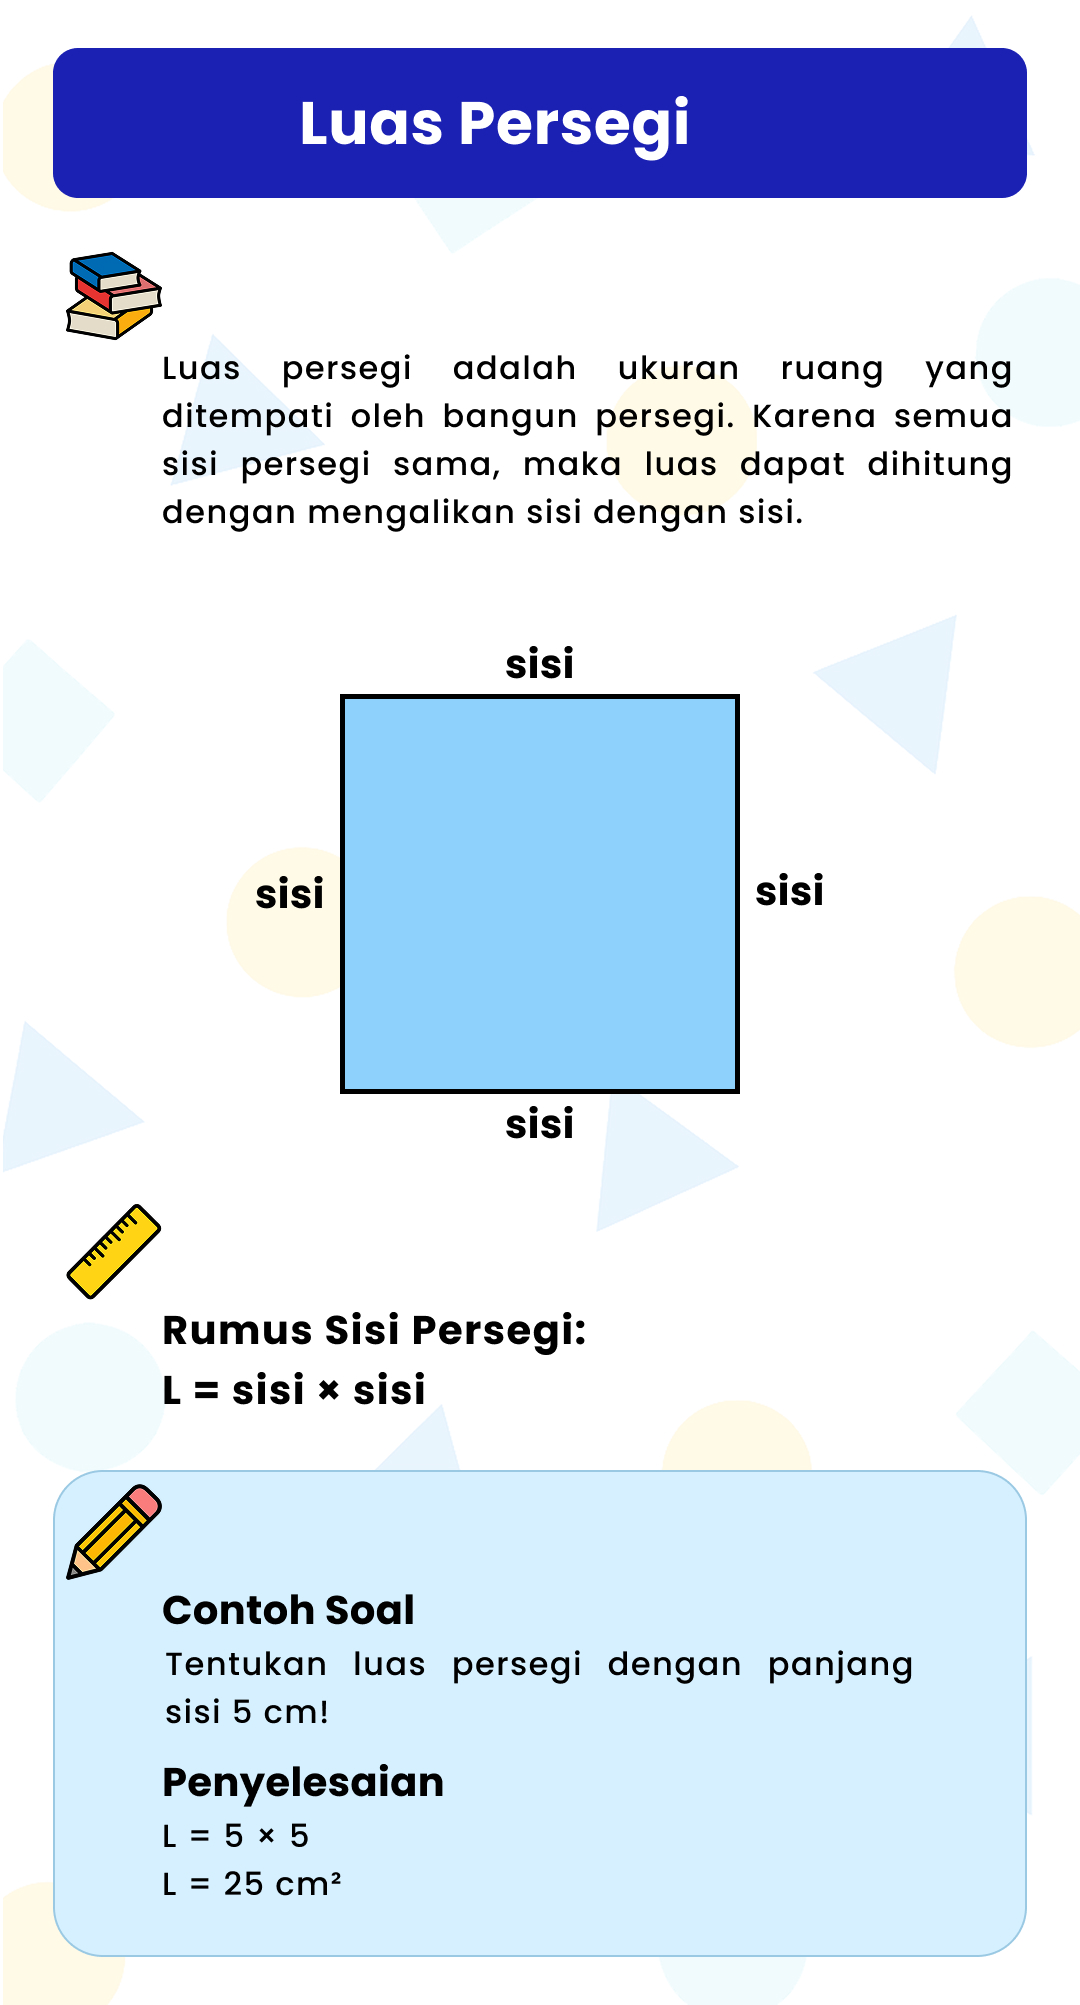 Luas Persegi
Luas persegi adalah ukuran ruang yang
ditempati oleh bangun persegi. Karena semua
sisi persegi sama, maka luas dapat dihitung
dengan mengalikan sisi dengan sisi.
sisi
sisi
sisi
sisi
Rumus Sisi Persegi:
L = sisi × sisi
Contoh Soal
Tentukan luas persegi dengan panjang
sisi 5 cm!
Penyelesaian
L = 5 × 5
L = 25 cm²